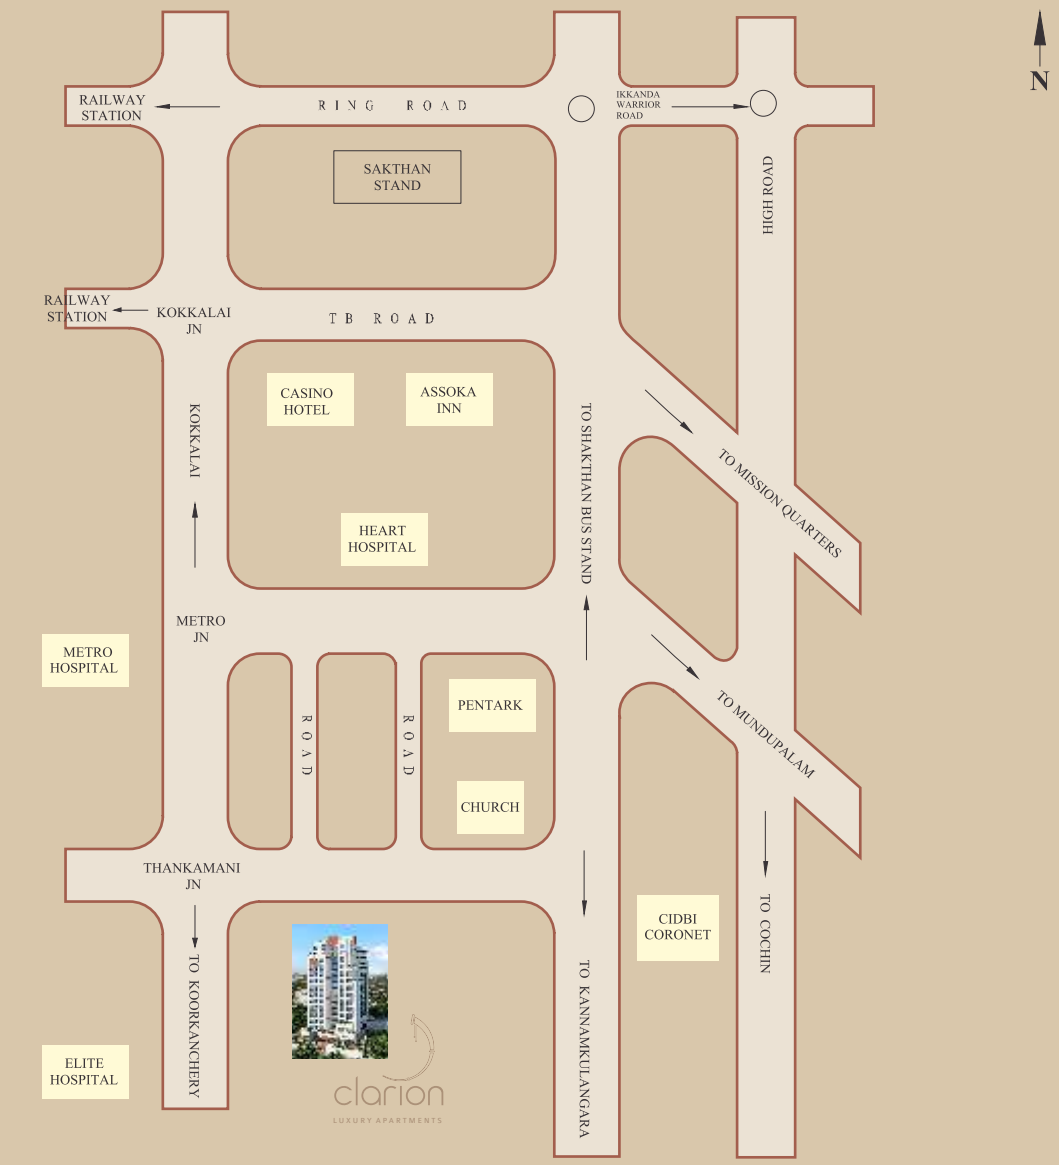 N
RAILWAY
STATION
RING ROAD
IKKANDA
WARRIOR
ROAD
SAKTHAN
STAND
HIGH ROAD
RAILWAY
STATION
KOKKALAI
JN
TB ROAD
CASINO
HOTEL
ASSOKA
INN
KOKKALAI
TO SHAKTHAN BUS STAND
TO MISSION QUARTERS
HEART
HOSPITAL
METRO
JN
METRO
HOSPITAL
ROAD
ROAD
PENTARK
TO MUNDUPALAM
CHURCH
THANKAMANI
JN
CIDBI
CORONET
TO COCHIN
TO KOORKANCHERY
TO KANNAMKULANGARA
ELITE
HOSPITAL
clarion
LUXURY APARTMENTS